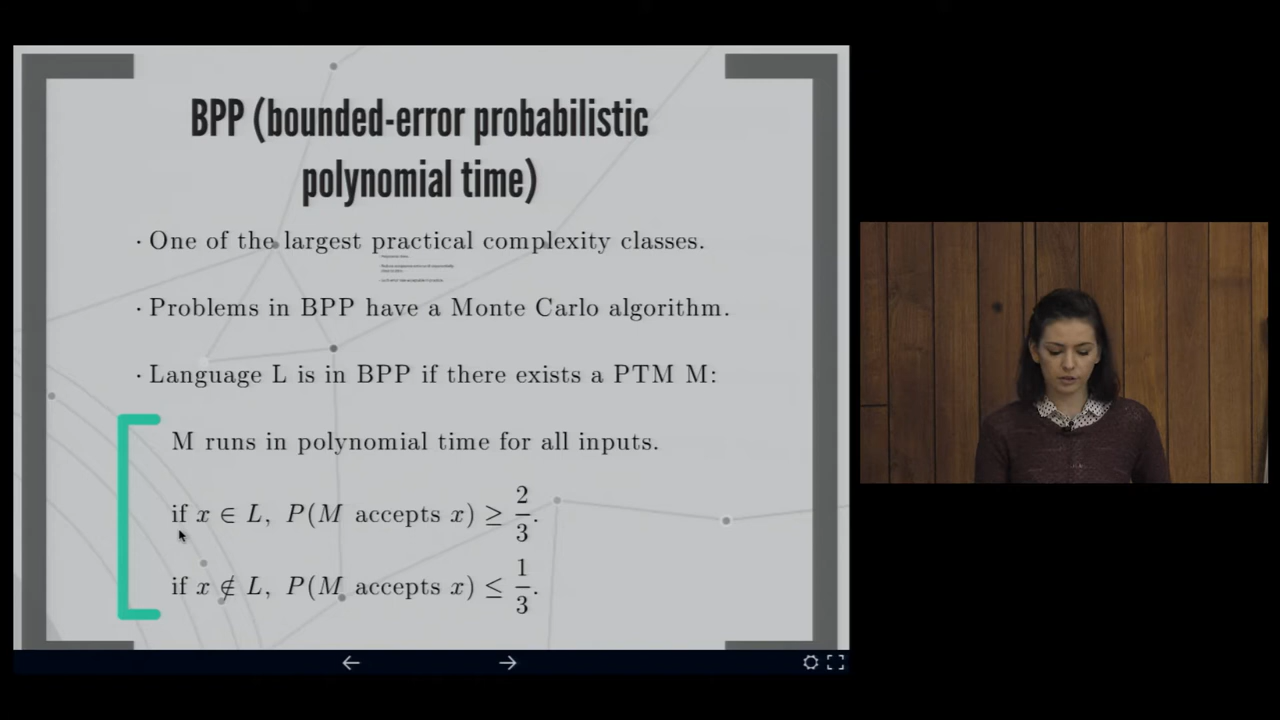 BPP (bounded-error probabilistic
polynomial time)
· One of the largest practical complexity classes.
· Problems in BPP have a Monte Carlo algorithm.
· Language L is in BPP if there exists a PTM M:
M runs in polynomial time for all inputs.
if x ∈ L, P(M accepts x) ≥ 2/3.
if x ∉ L, P(M accepts x) ≤ 1/3.